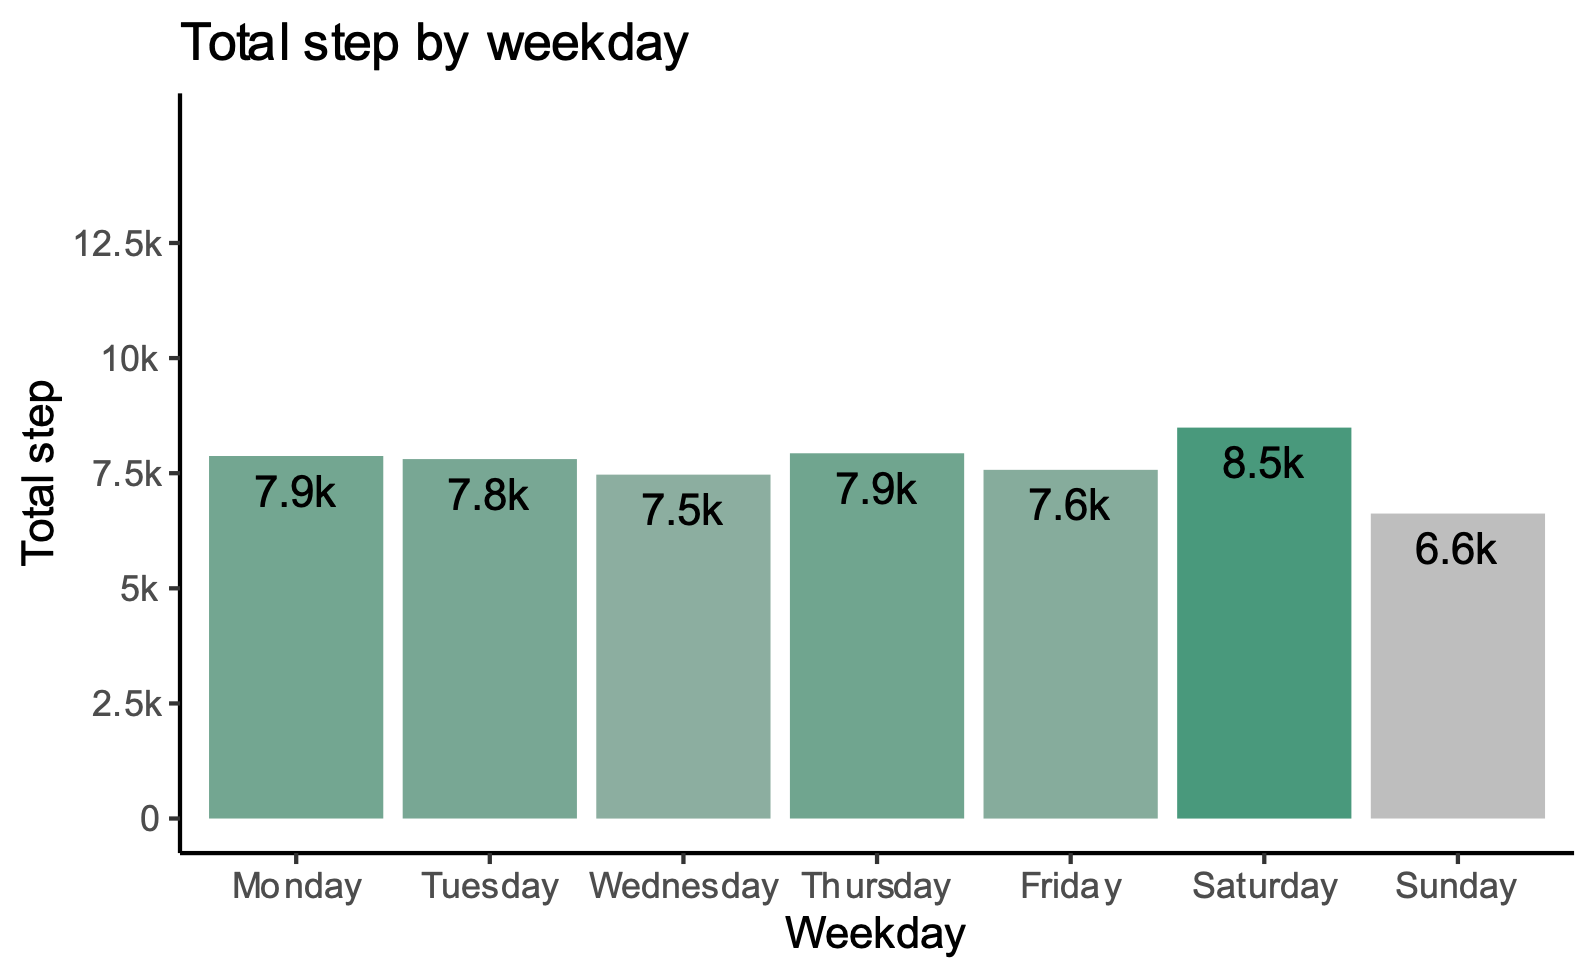 Total step by weekday
Total step
12.5k
10k
7.5k
5k
2.5k
0
7.9k
7.8k
7.5k
7.9k
7.6k
8.5k
6.6k
Monday
Tuesday
Wednesday
Thursday
Friday
Saturday
Sunday
Weekday